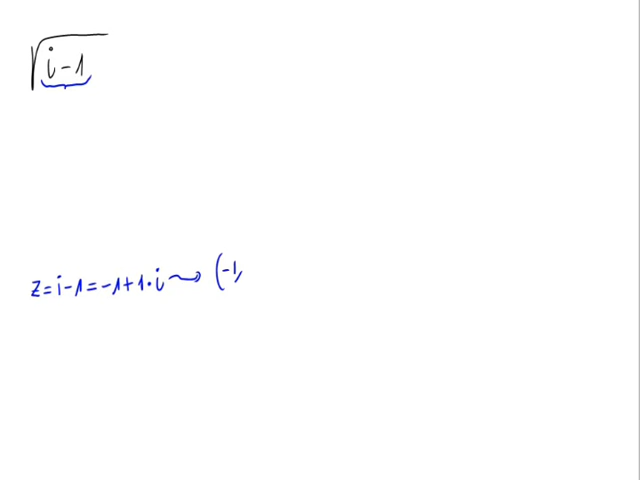 √(i-1)
z=i-1=-1+1·i ⇝ (-1,